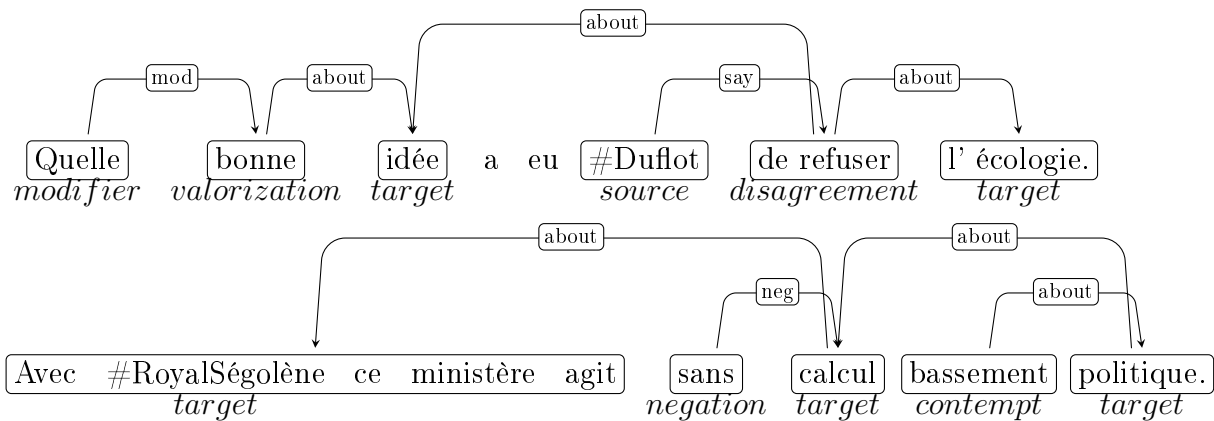 about
mod about say about
Quelle bonne idée a eu #Duflot de refuser l' écologie.
modifier valorization target source disagreement target
about about
neg about
Avec #RoyalSégolène ce ministère agit sans calcul bassement politique.
target negation target contempt target